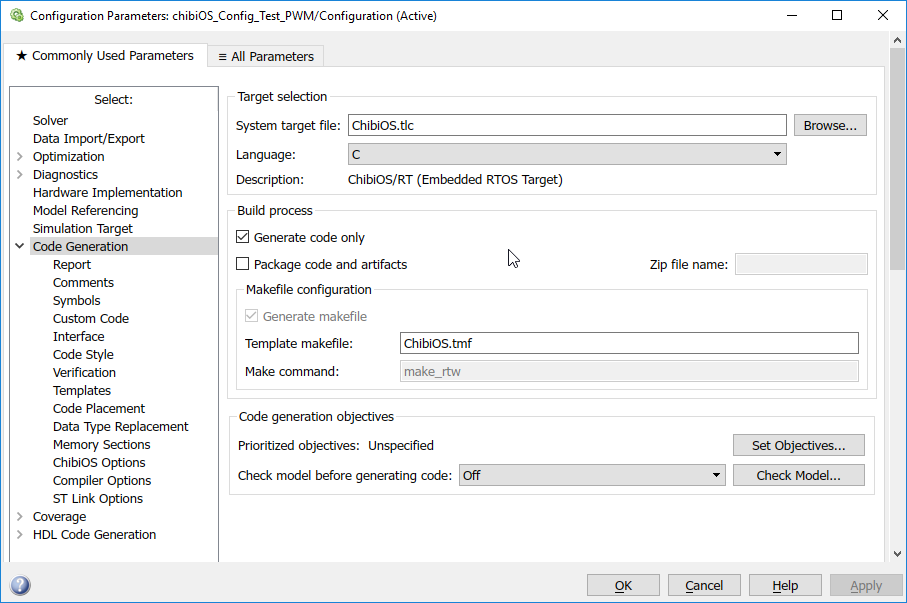 Configuration Parameters: chibiOS_Config_Test_PWM/Configuration (Active)
★ Commonly Used Parameters
≡ All Parameters
Select:
Solver
Data Import/Export
Optimization
Diagnostics
Hardware Implementation
Model Referencing
Simulation Target
Code Generation
Report
Comments
Symbols
Custom Code
Interface
Code Style
Verification
Templates
Code Placement
Data Type Replacement
Memory Sections
ChibiOS Options
Compiler Options
ST Link Options
Coverage
HDL Code Generation
Target selection
System target file: ChibiOS.tlc Browse...
Language: C
Description: ChibiOS/RT (Embedded RTOS Target)
Build process
Generate code only
Package code and artifacts Zip file name:
Makefile configuration
Generate makefile
Template makefile: ChibiOS.tmf
Make command: make_rtw
Code generation objectives
Prioritized objectives: Unspecified Set Objectives...
Check model before generating code: Off Check Model...
? OK Cancel Help Apply